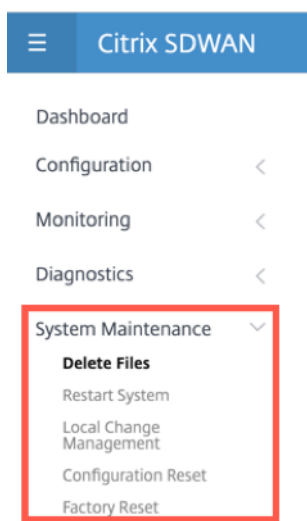 Citrix SDWAN
Dashboard
Configuration
Monitoring
Diagnostics
System Maintenance
Delete Files
Restart System
Local Change
Management
Configuration Reset
Factory Reset